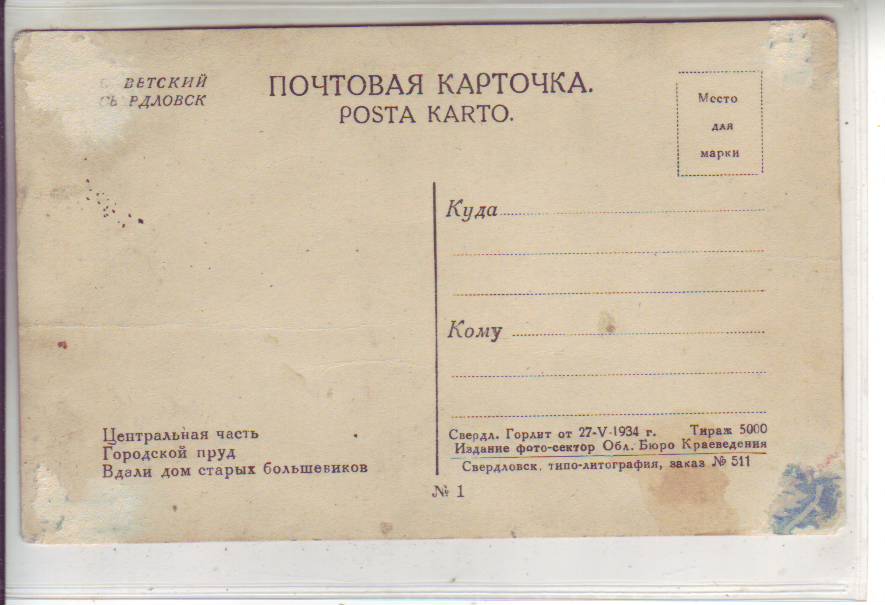 СОВЕТСКИЙ
СВЕРДЛОВСК
ПОЧТОВАЯ КАРТОЧКА.
POSTA KARTO.
Место
для
марки
Куда
Кому
Центральная часть
Городской пруд
Вдали дом старых большевиков
Свердл. Горлит от 27-V-1934 г. Тираж 5000
Издание фото-сектор Обл. Бюро Краеведения
Свердловск, типо-литография, заказ № 511
№ 1